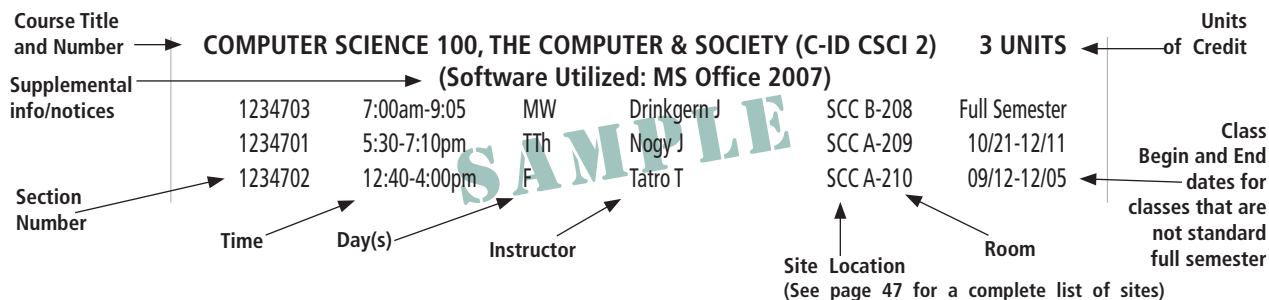 Course Title
and Number
COMPUTER SCIENCE 100, THE COMPUTER & SOCIETY (C-ID CSCI 2) 3 UNITS
Units
of Credit
Supplemental
info/notices
(Software Utilized: MS Office 2007)
1234703 7:00am-9:05 MW Drinkgern J SCC B-208 Full Semester
1234701 5:30-7:10pm TTh Nogy J SCC A-209 10/21-12/11
1234702 12:40-4:00pm F Tatro T SCC A-210 09/12-12/05
SAMPLE
Class
Begin and End
dates for
classes that are
not standard
full semester
Section
Number
Time
Day(s)
Instructor
Site Location
(See page 47 for a complete list of sites)
Room